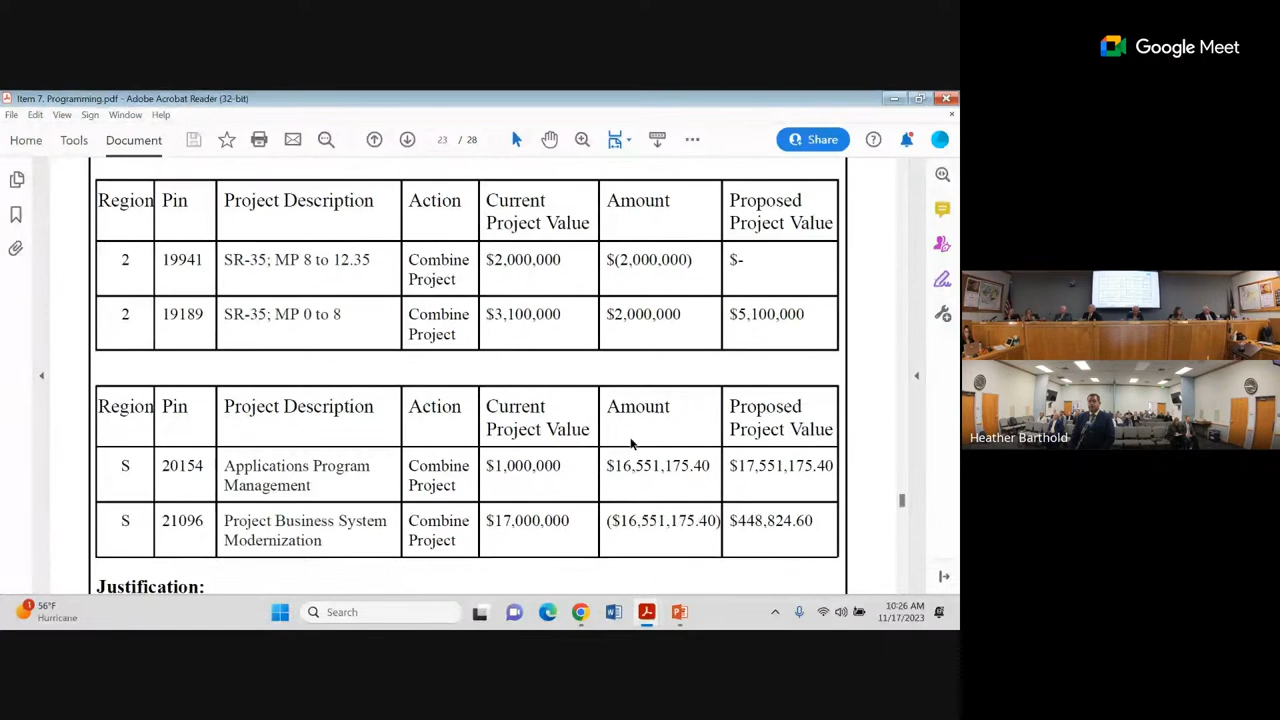 Google Meet
Item 7. Programming.pdf - Adobe Acrobat Reader (32-bit)
File Edit View Sign Window Help
Home Tools Document 23 / 28 Share
Region Pin Project Description Action Current Project Value Amount Proposed Project Value
2 19941 SR-35; MP 8 to 12.35 Combine Project $2,000,000 $(2,000,000) $-
2 19189 SR-35; MP 0 to 8 Combine Project $3,100,000 $2,000,000 $5,100,000
Region Pin Project Description Action Current Project Value Amount Proposed Project Value
S 20154 Applications Program Management Combine Project $1,000,000 $16,551,175.40 $17,551,175.40
S 21096 Project Business System Modernization Combine Project $17,000,000 ($16,551,175.40) $448,824.60
Justification:
Heather Barthold
1 56°F
Hurricane
Search
10:26 AM
11/17/2023